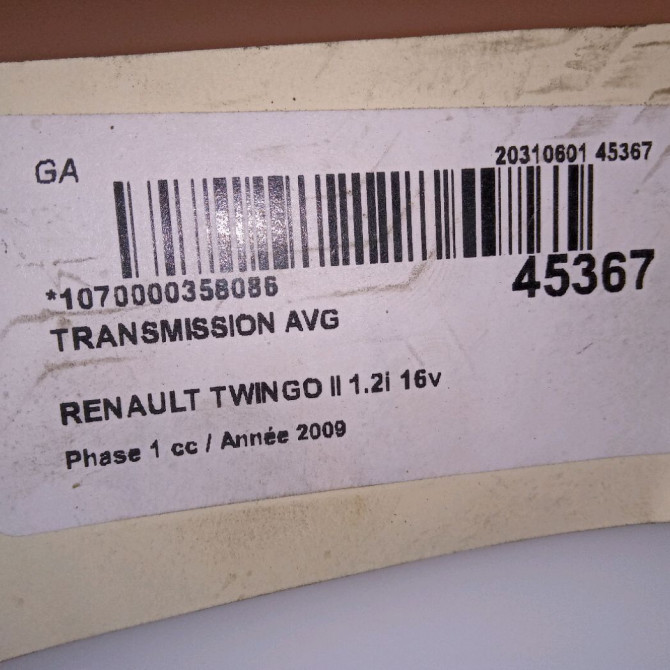 GA
20310601 45367
*1070000358086
45367
TRANSMISSION AVG
RENAULT TWINGO II 1.2i 16v
Phase 1 cc / Année 2009